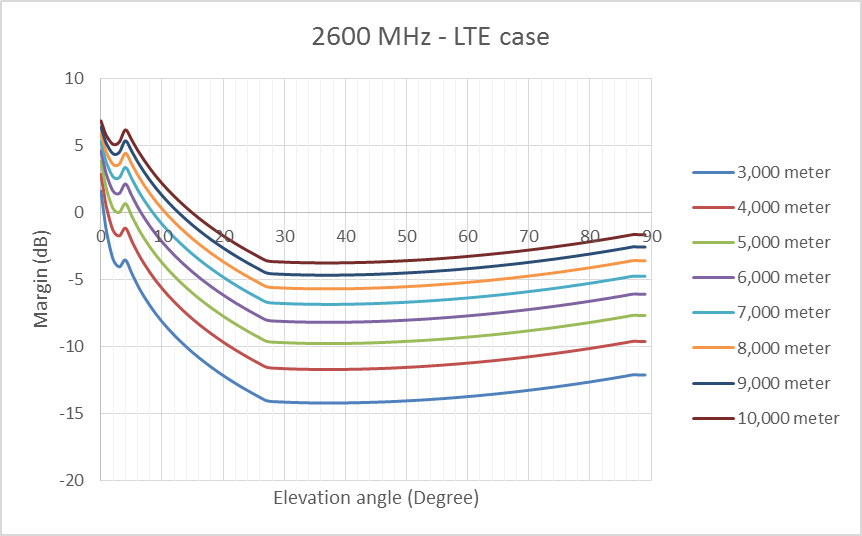 2600 MHz - LTE case
10
5
0
-5
-10
-15
-20
0 10 20 30 40 50 60 70 80 90
Margin (dB)
Elevation angle (Degree)
3,000 meter
4,000 meter
5,000 meter
6,000 meter
7,000 meter
8,000 meter
9,000 meter
10,000 meter